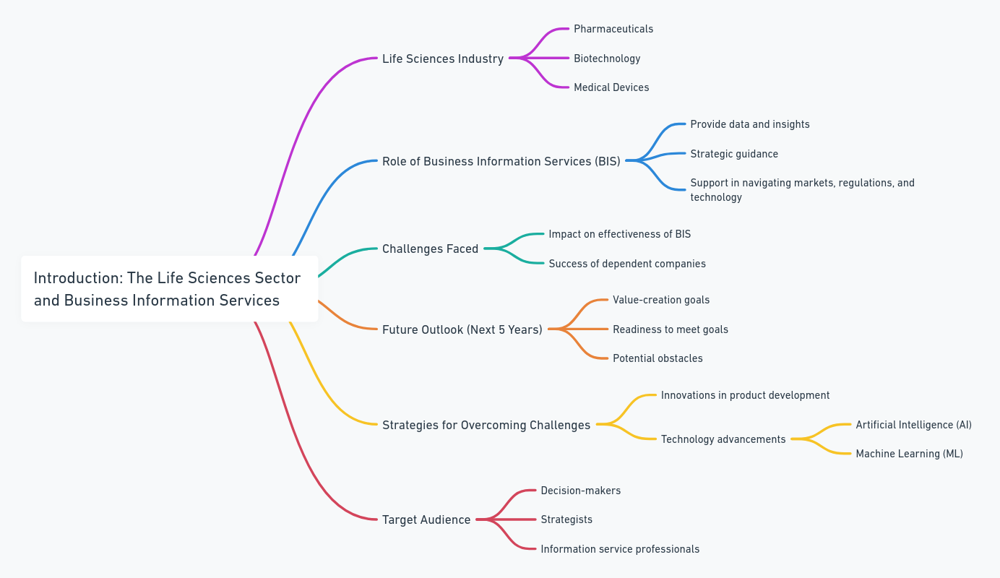 Introduction: The Life Sciences Sector
and Business Information Services
Life Sciences Industry
Pharmaceuticals
Biotechnology
Medical Devices
Role of Business Information Services (BIS)
Provide data and insights
Strategic guidance
Support in navigating markets, regulations, and
technology
Challenges Faced
Impact on effectiveness of BIS
Success of dependent companies
Future Outlook (Next 5 Years)
Value-creation goals
Readiness to meet goals
Potential obstacles
Strategies for Overcoming Challenges
Innovations in product development
Technology advancements
Artificial Intelligence (AI)
Machine Learning (ML)
Target Audience
Decision-makers
Strategists
Information service professionals